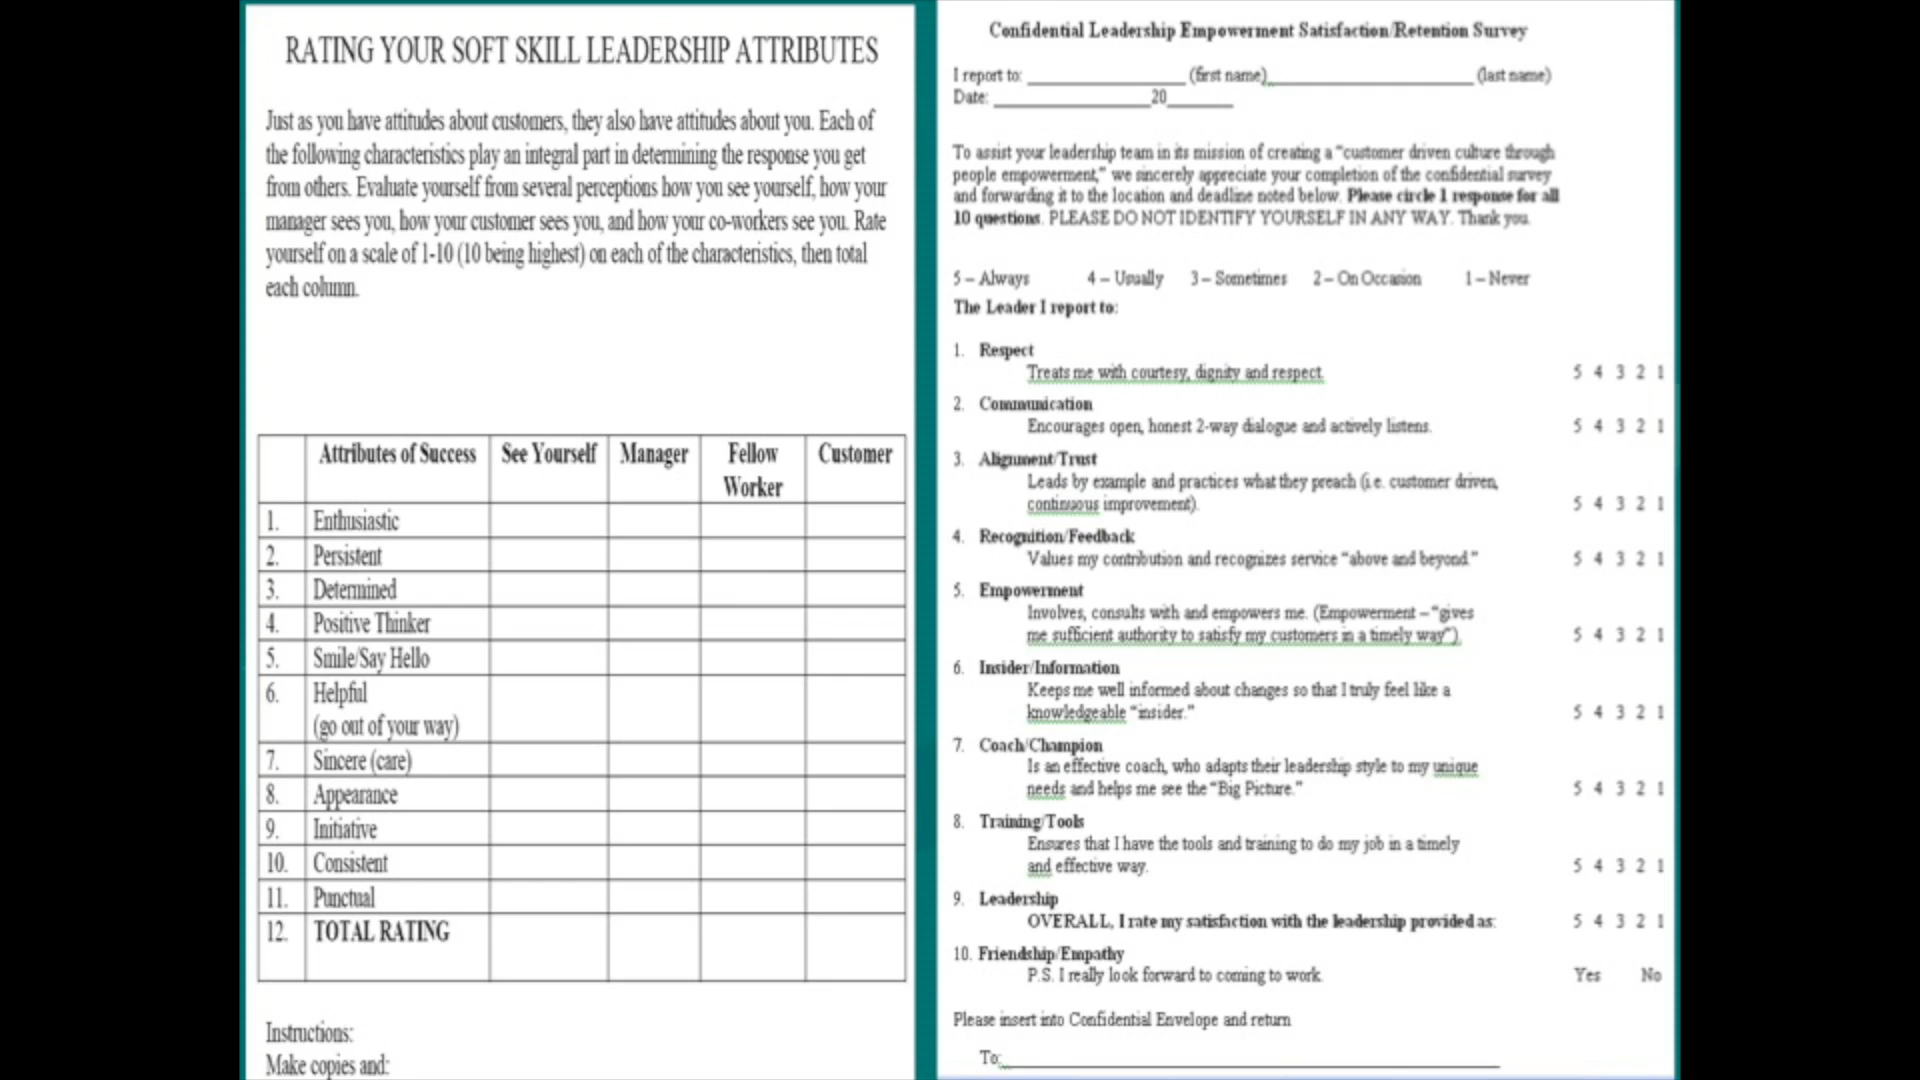 RATING YOUR SOFT SKILL LEADERSHIP ATTRIBUTES
Just as you have attitudes about customers, they also have attitudes about you. Each of
the following characteristics play an integral part in determining the response you get
from others. Evaluate yourself from several perceptions how you see yourself, how your
manager sees you, how your customer sees you, and how your co-workers see you. Rate
yourself on a scale of 1-10 (10 being highest) on each of the characteristics, then total
each column.
Attributes of Success See Yourself Manager Fellow Customer
Worker
1. Enthusiastic
2. Persistent
3. Determined
4. Positive Thinker
5. Smile/Say Hello
6. Helpful
(go out of your way)
7. Sincere (care)
8. Appearance
9. Initiative
10. Consistent
11. Punctual
12. TOTAL RATING
Instructions:
Make copies and:
Confidential Leadership Empowerment Satisfaction/Retention Survey
I report to: ________________ (first name)_____________________ (last name)
Date: ________________20_______
To assist your leadership team in its mission of creating a “customer driven culture through
people empowerment,” we sincerely appreciate your completion of the confidential survey
and forwarding it to the location and deadline noted below. Please circle 1 response for all
10 questions. PLEASE DO NOT IDENTIFY YOURSELF IN ANY WAY. Thank you.
5 – Always 4 – Usually 3 – Sometimes 2 – On Occasion 1 – Never
The Leader I report to:
1. Respect
Treats me with courtesy, dignity and respect. 5 4 3 2 1
2. Communication
Encourages open, honest 2-way dialogue and actively listens. 5 4 3 2 1
3. Alignment/Trust
Leads by example and practices what they preach (i.e. customer driven,
continuous improvement). 5 4 3 2 1
4. Recognition/Feedback
Values my contribution and recognizes service “above and beyond.” 5 4 3 2 1
5. Empowerment
Involves, consults with and empowers me. (Empowerment – “gives
me sufficient authority to satisfy my customers in a timely way”). 5 4 3 2 1
6. Insider/Information
Keeps me well informed about changes so that I truly feel like a
knowledgeable “insider.” 5 4 3 2 1
7. Coach/Champion
Is an effective coach, who adapts their leadership style to my unique
needs and helps me see the “Big Picture.” 5 4 3 2 1
8. Training/Tools
Ensures that I have the tools and training to do my job in a timely
and effective way. 5 4 3 2 1
9. Leadership
OVERALL, I rate my satisfaction with the leadership provided as: 5 4 3 2 1
10. Friendship/Empathy
P.S. I really look forward to coming to work. Yes No
Please insert into Confidential Envelope and return
To:__________________________________________________